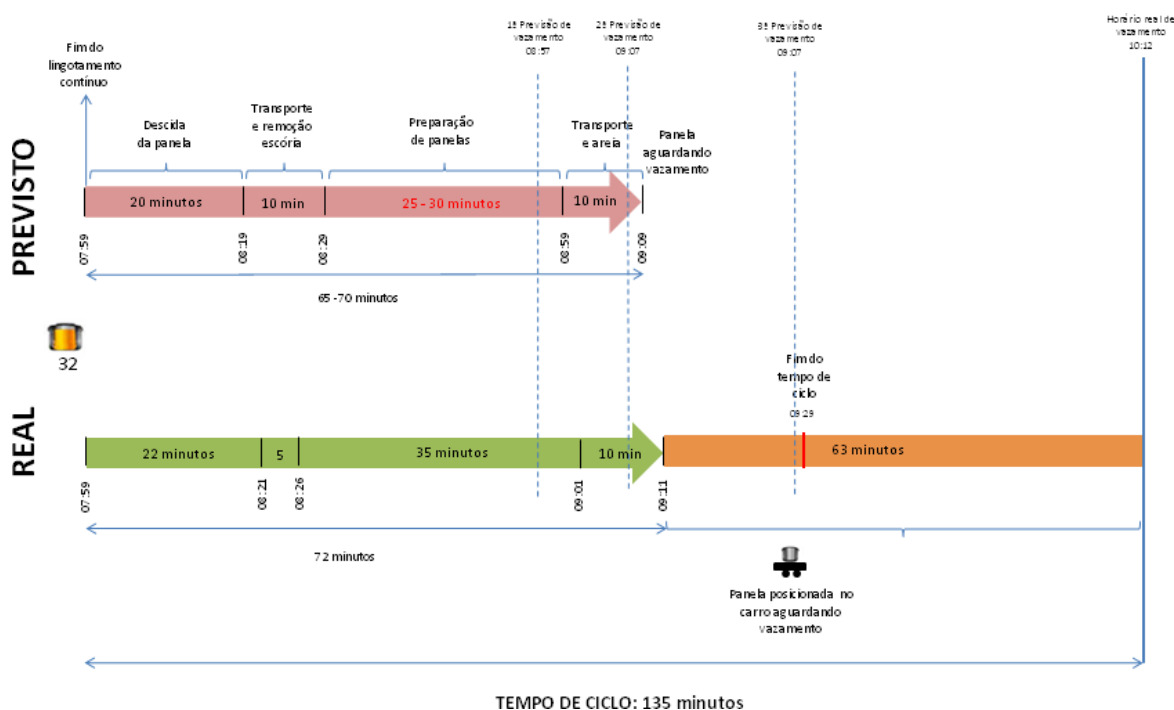 1ª Previsão de
vazamento
08:57
2ª Previsão de
vazamento
09:07
3ª Previsão de
vazamento
09:07
Horário real de
vazamento
10:12
Fim do
lingotamento
contínuo
Descida
da panela
Transporte
e remoção
escória
Preparação
de panelas
Transporte
e areia
Panela
aguardando
vazamento
PREVISTO
20 minutos
10 min
25 - 30 minutos
10 min
07:59
08:19
08:29
08:59
09:09
65 -70 minutos
32
Fim do
tempo de
ciclo
09:29
REAL
22 minutos
5
35 minutos
10 min
63 minutos
07:59
08:21
08:26
09:01
09:11
72 minutos
Panela posicionada no
carro aguardando
vazamento
TEMPO DE CICLO: 135 minutos